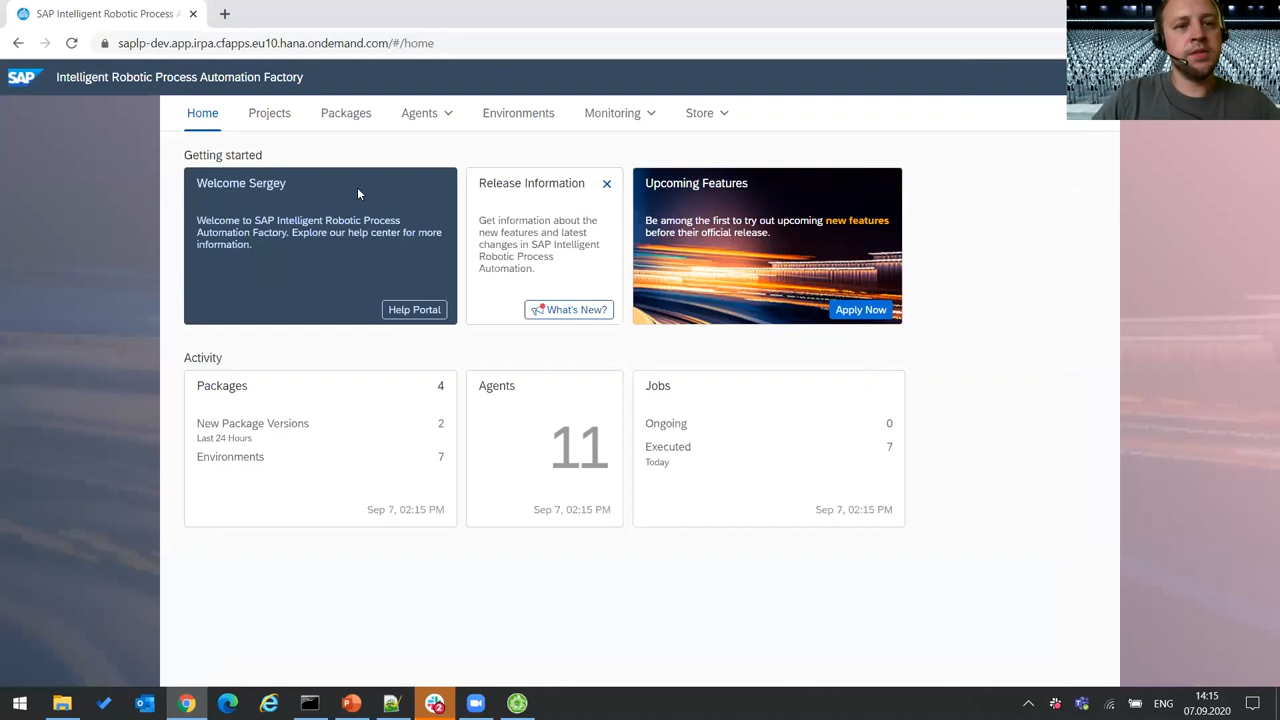 SAP Intelligent Robotic Process A
saplp-dev.app.irpa.cfapps.eu10.hana.ondemand.com/#/home
SAP Intelligent Robotic Process Automation Factory
Home Projects Packages Agents Environments Monitoring Store
Getting started
Welcome Sergey
Welcome to SAP Intelligent Robotic Process
Automation Factory. Explore our help center for more
information.
Help Portal
Release Information
Get information about the
new features and latest
changes in SAP Intelligent
Robotic Process
Automation.
What's New?
Upcoming Features
Be among the first to try out upcoming new features
before their official release.
Apply Now
Activity
Packages 4
New Package Versions 2
Last 24 Hours
Environments 7
Sep 7, 02:15 PM
Agents
11
Sep 7, 02:15 PM
Jobs
Ongoing 0
Executed 7
Today
Sep 7, 02:15 PM
ENG
14:15
07.09.2020